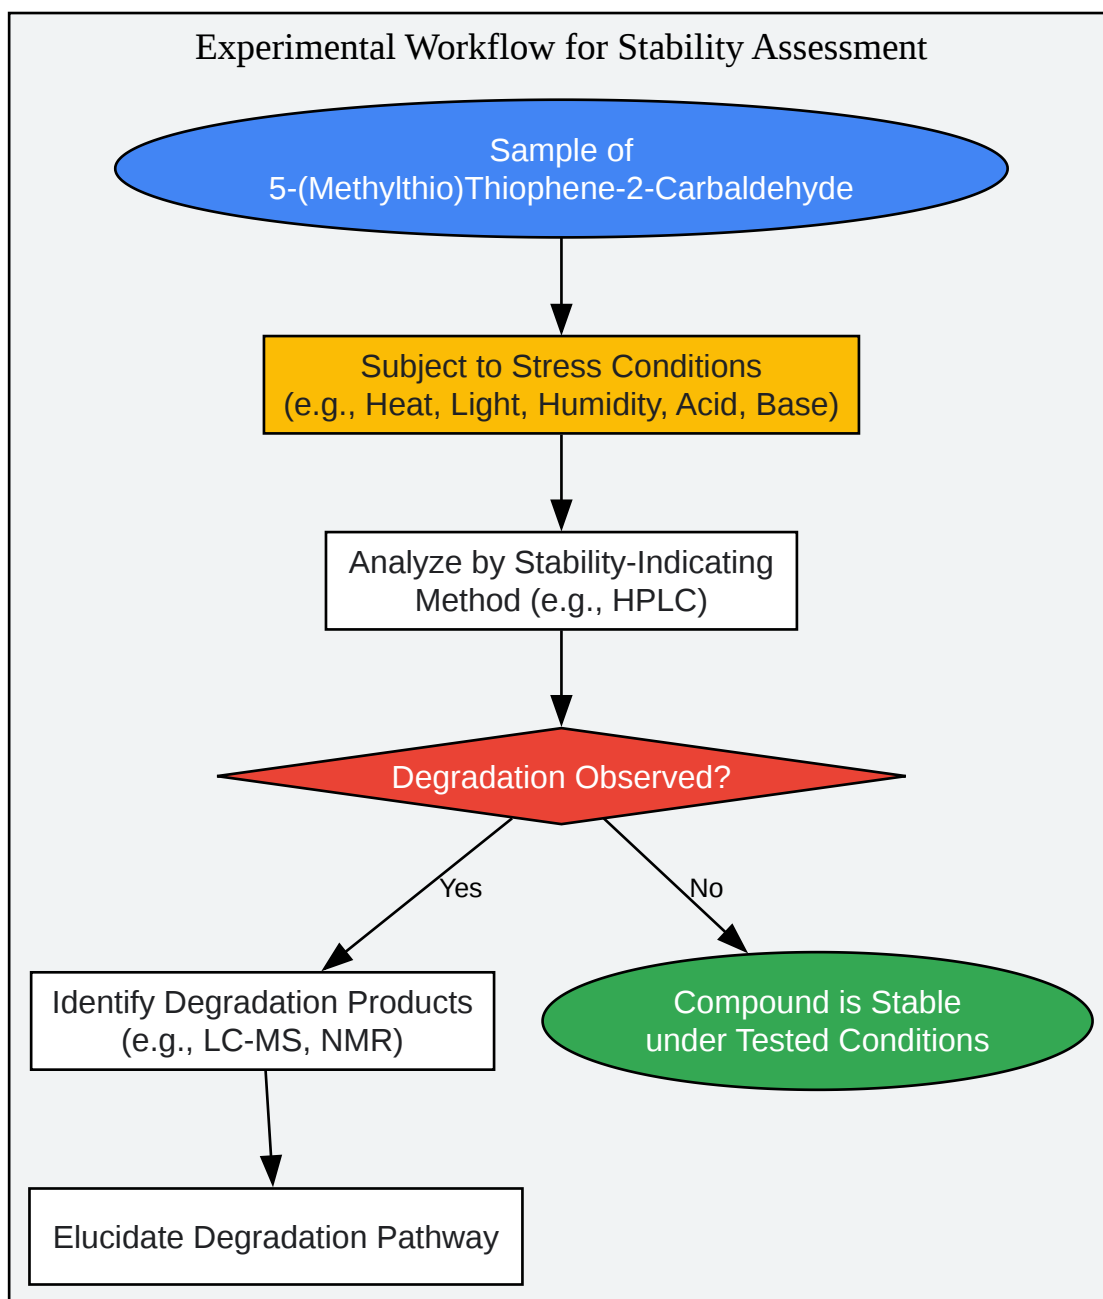 Experimental Workflow for Stability Assessment
Sample of
5-(Methylthio)Thiophene-2-Carbaldehyde
Subject to Stress Conditions
(e.g., Heat, Light, Humidity, Acid, Base)
Analyze by Stability-Indicating
Method (e.g., HPLC)
Degradation Observed?
Yes
No
Identify Degradation Products
(e.g., LC-MS, NMR)
Compound is Stable
under Tested Conditions
Elucidate Degradation Pathway